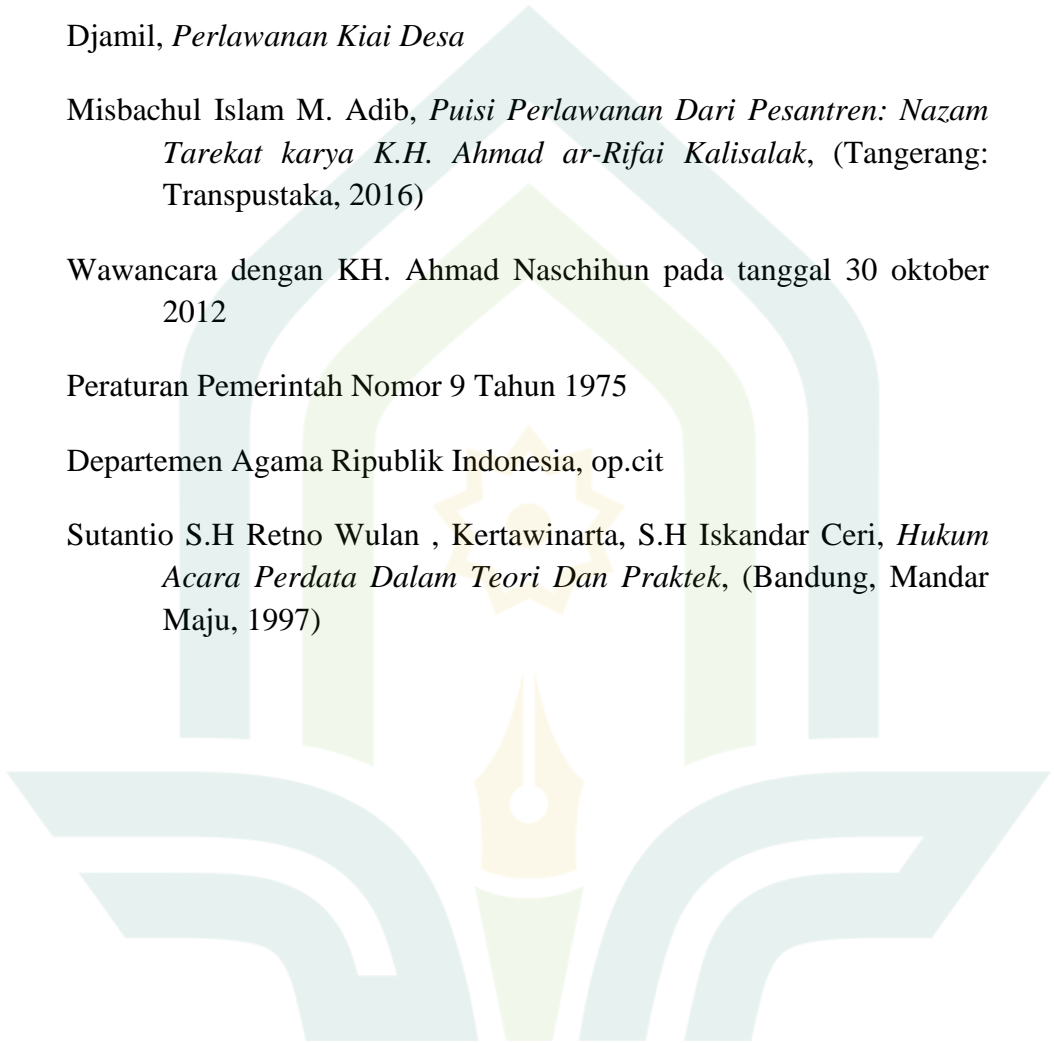 Djamil, Perlawanan Kiai Desa
Misbachul Islam M. Adib, Puisi Perlawanan Dari Pesantren: Nazam
Tarekat karya K.H. Ahmad ar-Rifai Kalisalak, (Tangerang:
Transpustaka, 2016)
Wawancara dengan KH. Ahmad Naschihun pada tanggal 30 oktober
2012
Peraturan Pemerintah Nomor 9 Tahun 1975
Departemen Agama Ripublik Indonesia, op.cit
Sutantio S.H Retno Wulan , Kertawinarta, S.H Iskandar Ceri, Hukum
Acara Perdata Dalam Teori Dan Praktek, (Bandung, Mandar
Maju, 1997)